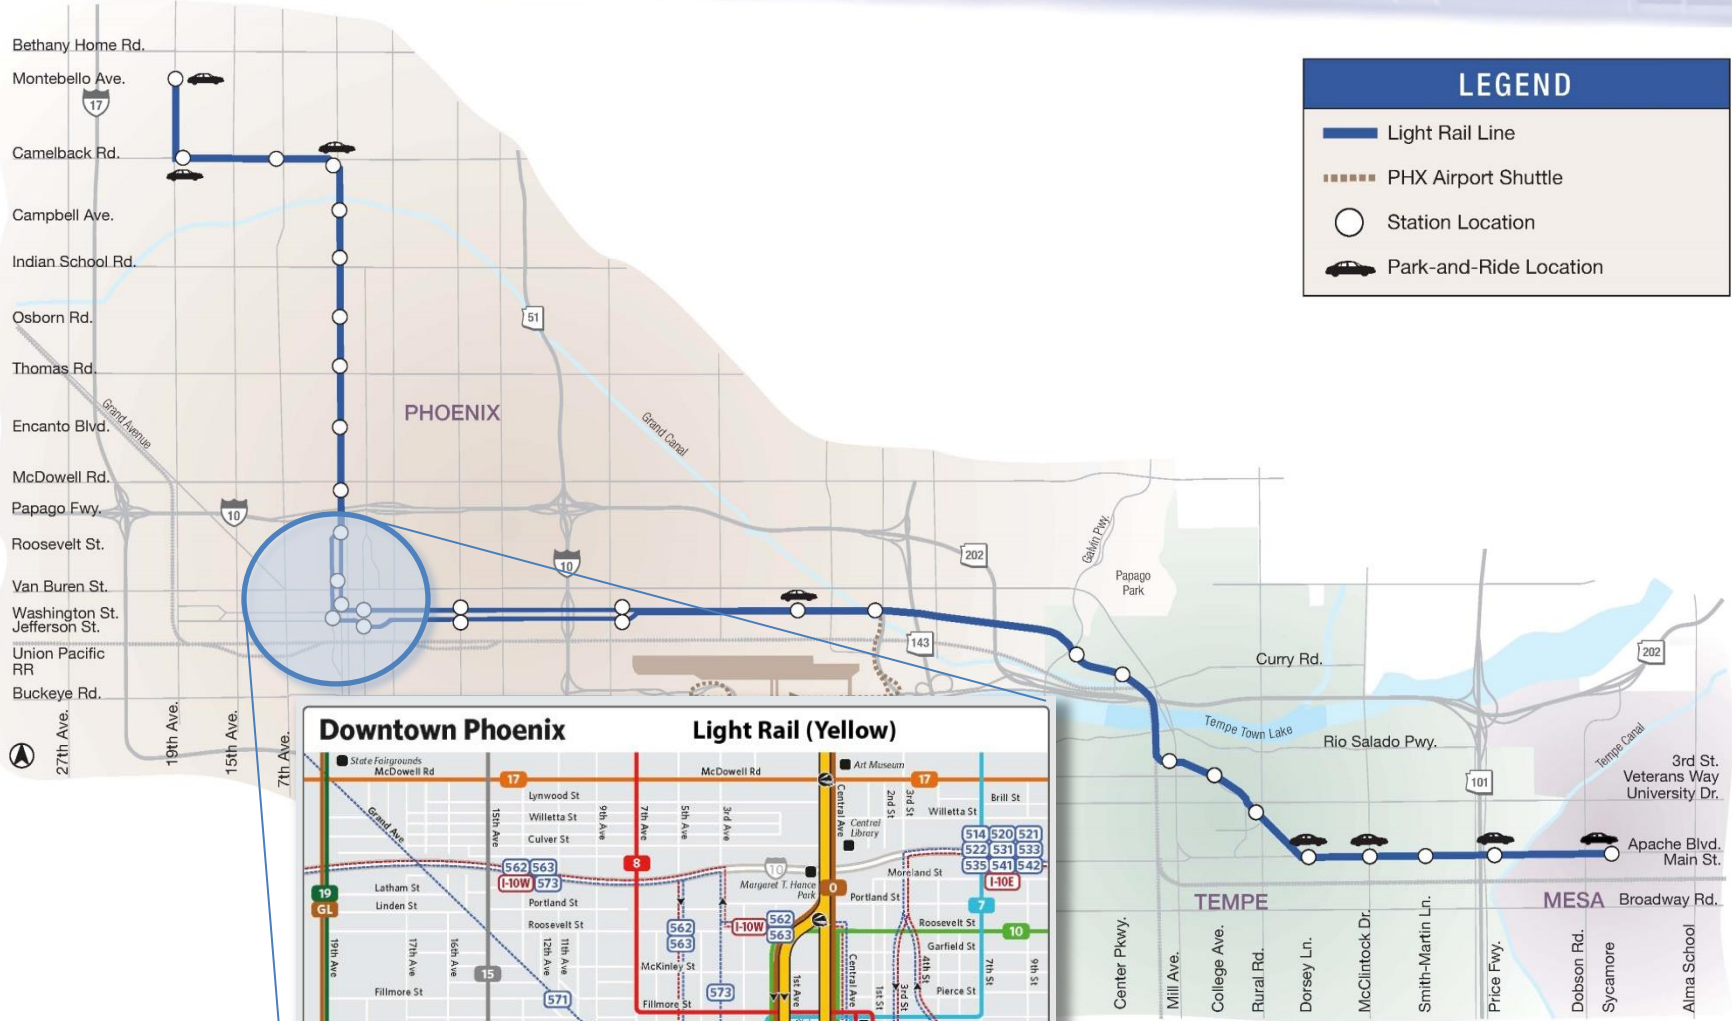 LEGEND
Light Rail Line
PHX Airport Shuttle
Station Location
Park-and-Ride Location
Bethany Home Rd.
Montebello Ave.
17
Camelback Rd.
Campbell Ave.
Indian School Rd.
Osborn Rd.
51
Thomas Rd.
Grand Avenue
PHOENIX
Grand Canal
Encanto Blvd.
McDowell Rd.
Papago Fwy.
10
Roosevelt St.
10
202
Galvin Pwy.
Papago
Park
Van Buren St.
Washington St.
Jefferson St.
143
Union Pacific
RR
Curry Rd.
202
Buckeye Rd.
27th Ave.
19th Ave.
15th Ave.
7th Ave.
Tempe Town Lake
Rio Salado Pwy.
101
Tempe Canal
3rd St.
Veterans Way
University Dr.
Apache Blvd.
Main St.
TEMPE
MESA
Broadway Rd.
Center Pkwy.
Mill Ave.
College Ave.
Rural Rd.
Dorsey Ln.
McClintock Dr.
Smith-Martin Ln.
Price Fwy.
Dobson Rd.
Sycamore
Alma School
Downtown Phoenix
Light Rail (Yellow)
State Fairgrounds
McDowell Rd
17
McDowell Rd
Art Museum
17
Grand Ave
15th Ave
Lynwood St
Willetta St
Culver St
9th Ave
7th Ave
5th Ave
3rd Ave
Central Ave
Central
Library
2nd St
3rd St
Brill St
Willetta St
514 520 521
522 531 533
535 541 542
I-10E
562 563
I-10W 573
8
10
Moreland St
Margaret T. Hance
Park
0
Portland St
7
19
GL
Latham St
Linden St
Portland St
Roosevelt St
562
563
I-10W
562
563
Roosevelt St
10
Garfield St
19th Ave
17th Ave
16th Ave
15
12th Ave
11th Ave
McKinley St
573
1st Ave
Central Ave
1st St
3rd St
4th St
7th St
9th St
Pierce St
Fillmore St
571
Fillmore St